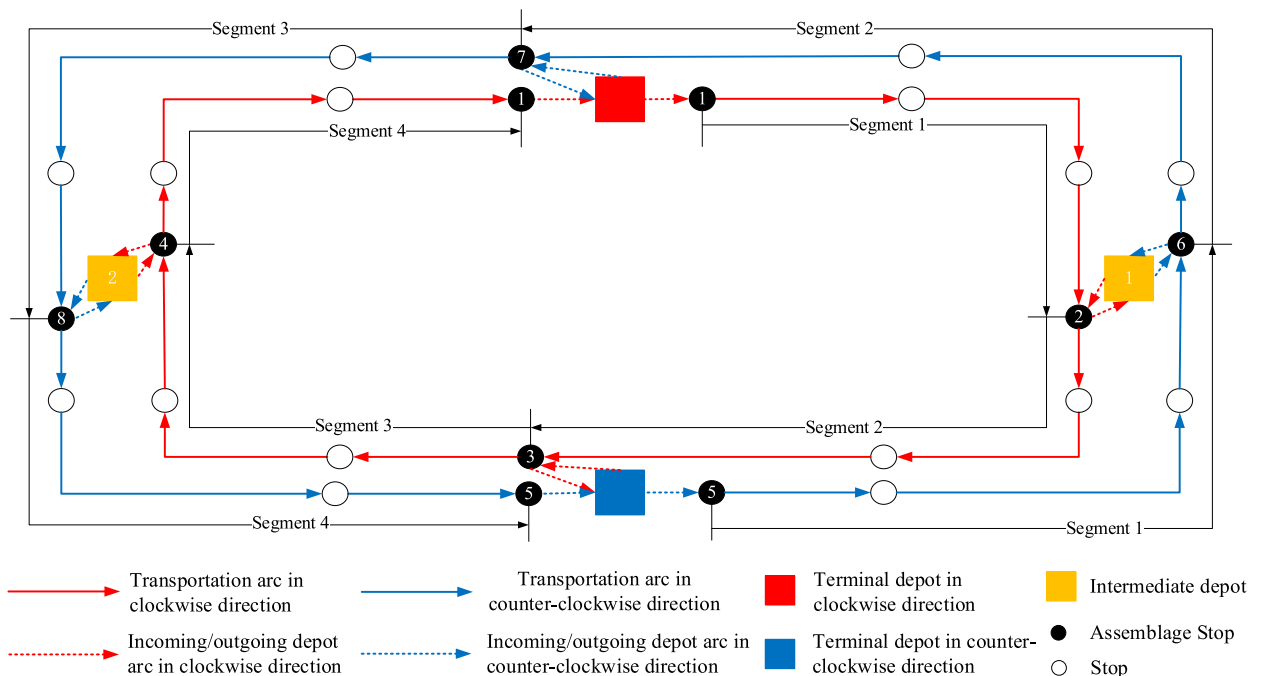 Segment 3
Segment 2
7
1
1
Segment 4
Segment 1
4
6
2
1
8
2
Segment 3
Segment 2
3
5
5
Segment 4
Segment 1
Transportation arc in
clockwise direction
Transportation arc in
counter-clockwise direction
Terminal depot in
clockwise direction
Intermediate depot
Incoming/outgoing depot
arc in clockwise direction
Incoming/outgoing depot arc in
counter-clockwise direction
Terminal depot in counter-
clockwise direction
Assemblage Stop
Stop